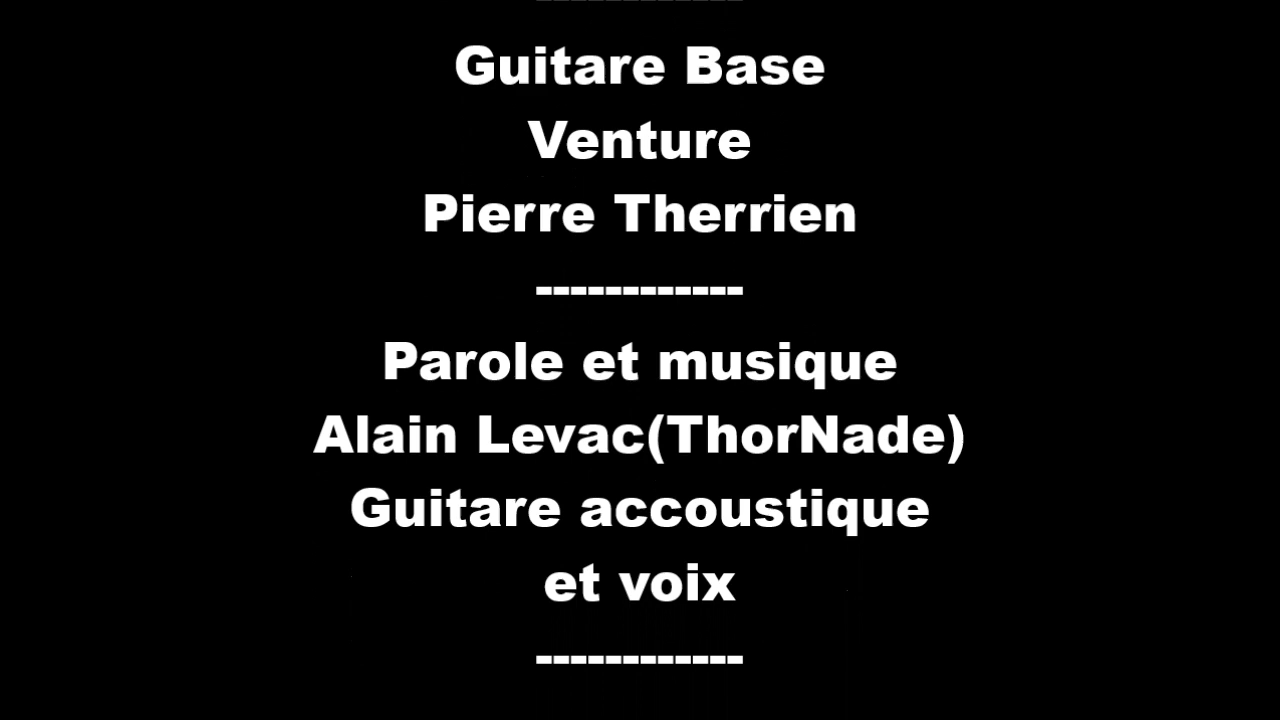 ------------
Guitare Base
Venture
Pierre Therrien
------------
Parole et musique
Alain Levac(ThorNade)
Guitare accoustique
et voix
------------